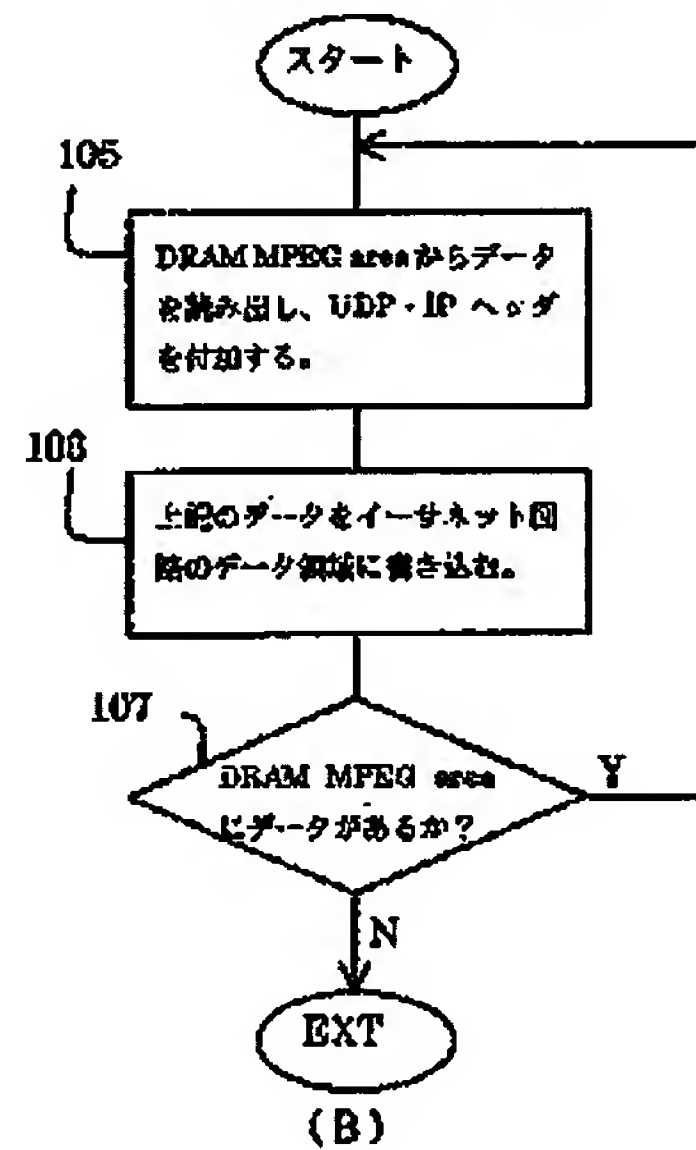 スタート
105
DRAM MPEG areaからデータ
を読み出し、UDP・IP ヘッダ
を付加する。
上記のデータをイーサネット回
路のデータ領域に書き込む。
107
DRAM MPEG area
にデータがあるか？
Y
N
EXT
(B)